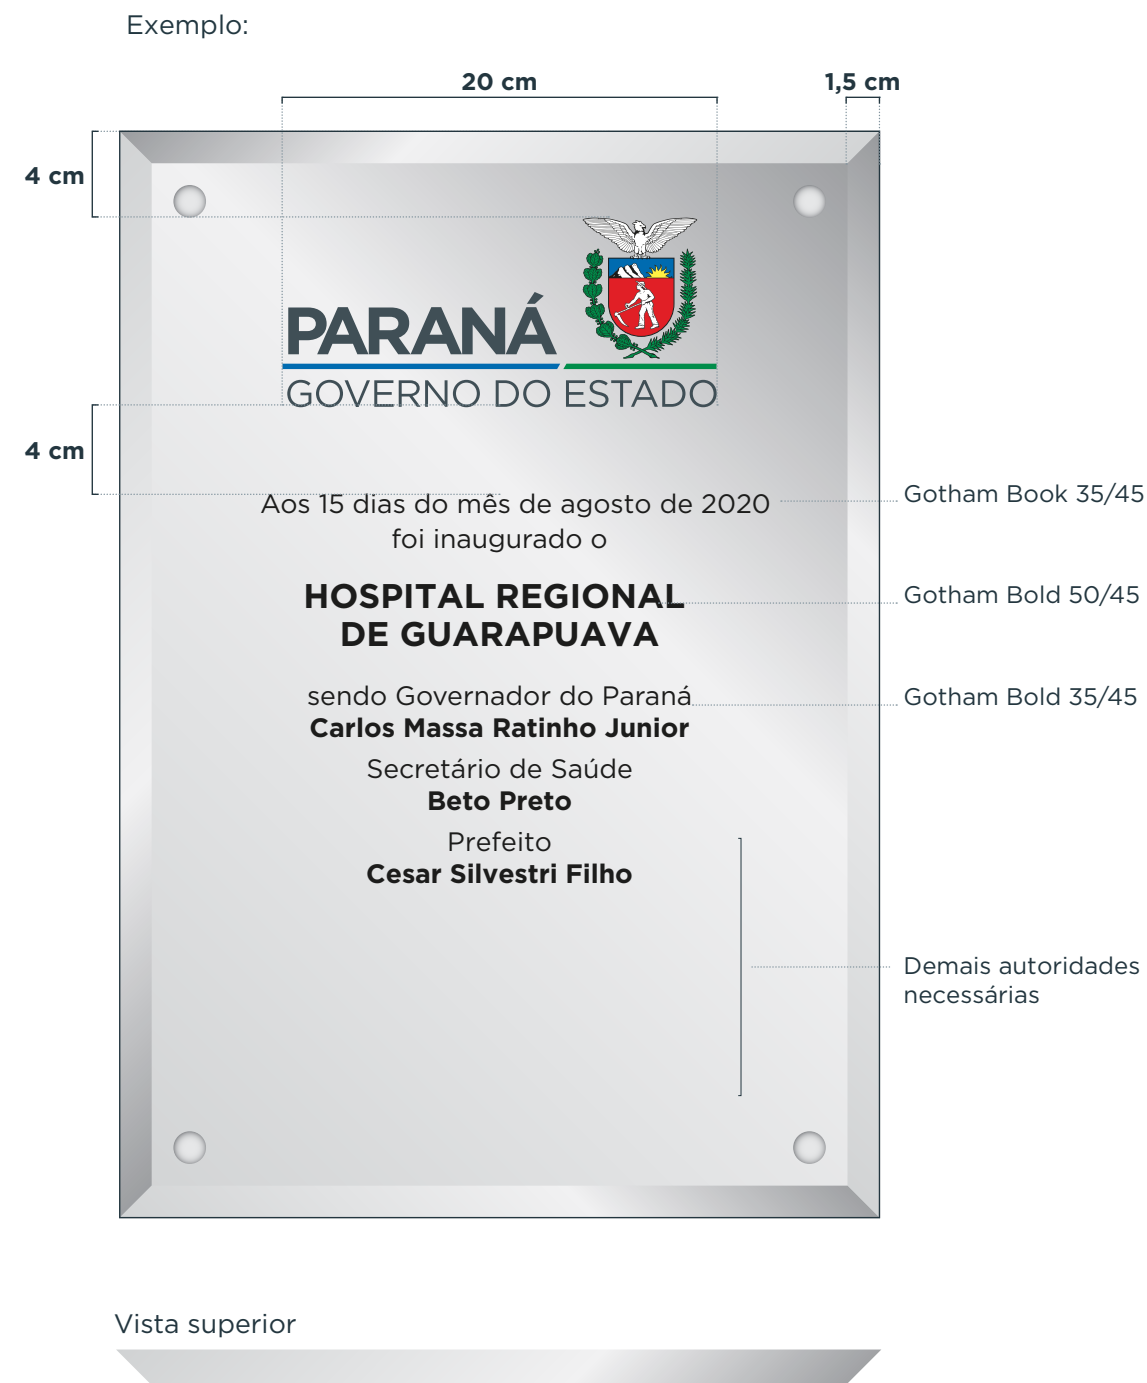 Exemplo:
20 cm
1,5 cm
4 cm
PARANÁ
GOVERNO DO ESTADO
4 cm
Aos 15 dias do mês de agosto de 2020
foi inaugurado o
Gotham Book 35/45
HOSPITAL REGIONAL
DE GUARAPUAVA
Gotham Bold 50/45
sendo Governador do Paraná
Carlos Massa Ratinho Junior
Gotham Bold 35/45
Secretário de Saúde
Beto Preto
Prefeito
Cesar Silvestri Filho
Demais autoridades
necessárias
Vista superior